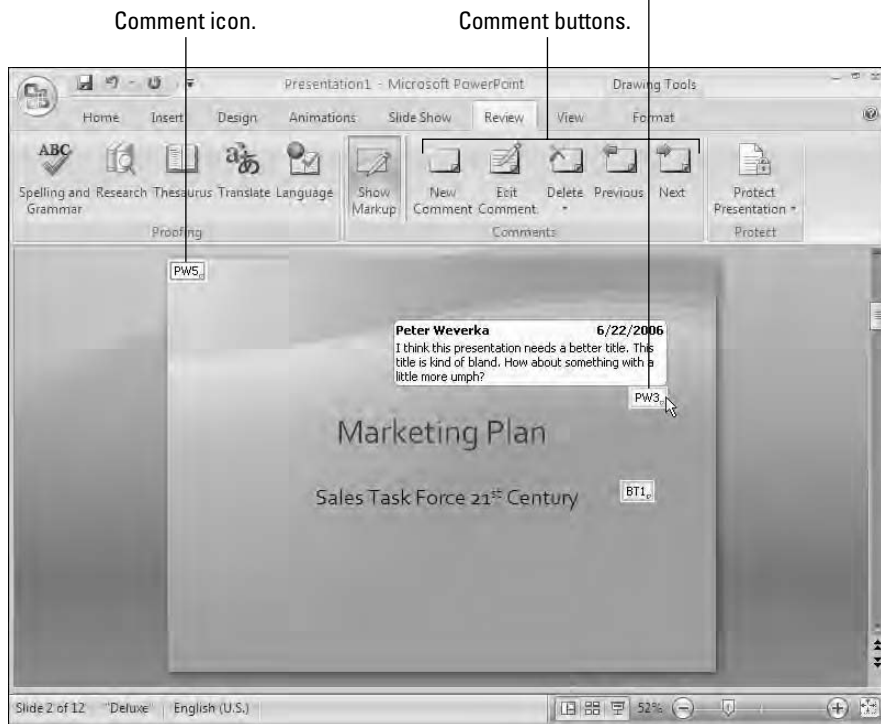 Comment icon.
Comment buttons.
Presentation1 - Microsoft PowerPoint
Drawing Tools
Home Insert Design Animations Slide Show Review View Format
ABC
Spelling and Grammar
Research
Thesaurus
Translate
Language
Show Markup
New Comment
Edit Comment
Delete
Previous
Next
Protect Presentation
Proofing
Comments
Protect
PW5
Peter Weverka 6/22/2006
I think this presentation needs a better title. This
title is kind of bland. How about something with a
little more umph?
PW3
Marketing Plan
BT1
Sales Task Force 21st Century
Slide 2 of 12 "Deluxe English (U.S.) 52%